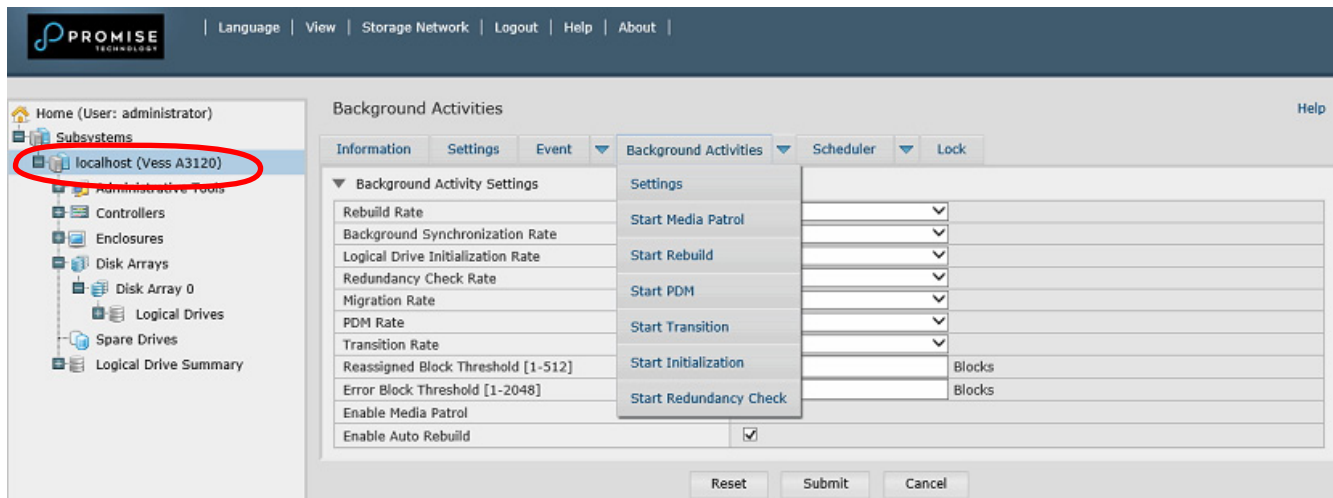 PROMISE
TECHNOLOGY
| Language | View | Storage Network | Logout | Help | About |
Home (User: administrator)
Subsystems
localhost (Vess A3120)
Administrative Tools
Controllers
Enclosures
Disk Arrays
Disk Array 0
Logical Drives
Spare Drives
Logical Drive Summary
Background Activities
Help
Information Settings Event Background Activities Scheduler Lock
Background Activity Settings
Rebuild Rate
Background Synchronization Rate
Logical Drive Initialization Rate
Redundancy Check Rate
Migration Rate
PDM Rate
Transition Rate
Reassigned Block Threshold [1-512] Blocks
Error Block Threshold [1-2048] Blocks
Enable Media Patrol
Enable Auto Rebuild
Settings
Start Media Patrol
Start Rebuild
Start PDM
Start Transition
Start Initialization
Start Redundancy Check
Reset Submit Cancel